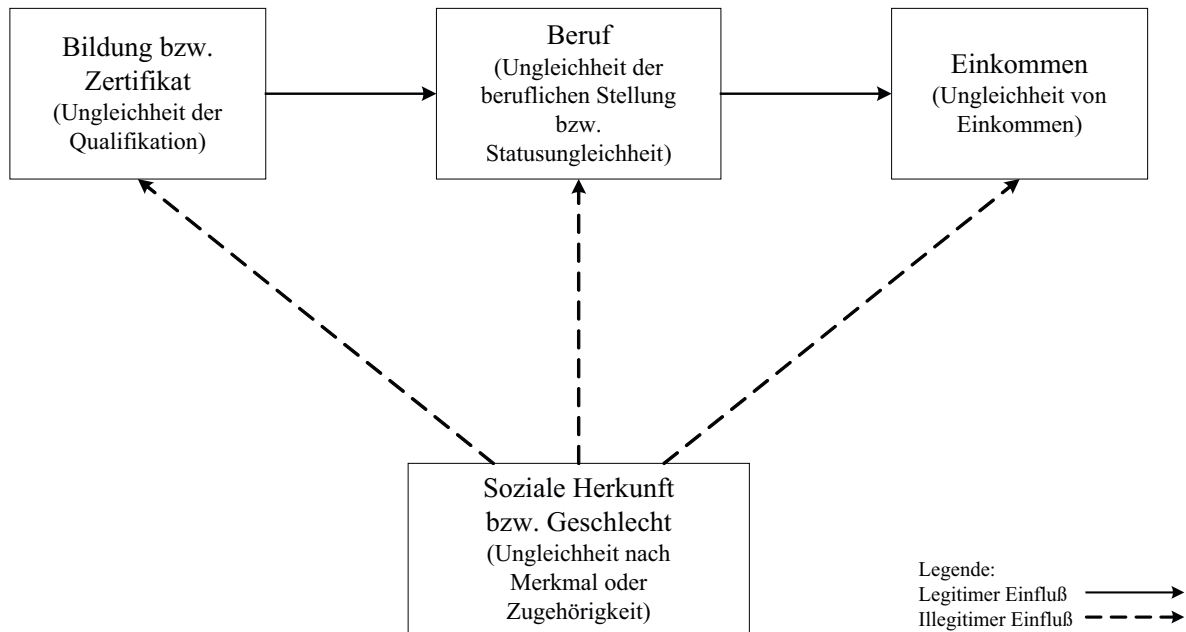 Bildung bzw.
Zertifikat
(Ungleichheit der
Qualifikation)
Beruf
(Ungleichheit der
beruflichen Stellung
bzw.
Statusungleichheit)
Einkommen
(Ungleichheit von
Einkommen)
Soziale Herkunft
bzw. Geschlecht
(Ungleichheit nach
Merkmal oder
Zugehörigkeit)
Legende:
Legitimer Einfluß
Illegitimer Einfluß